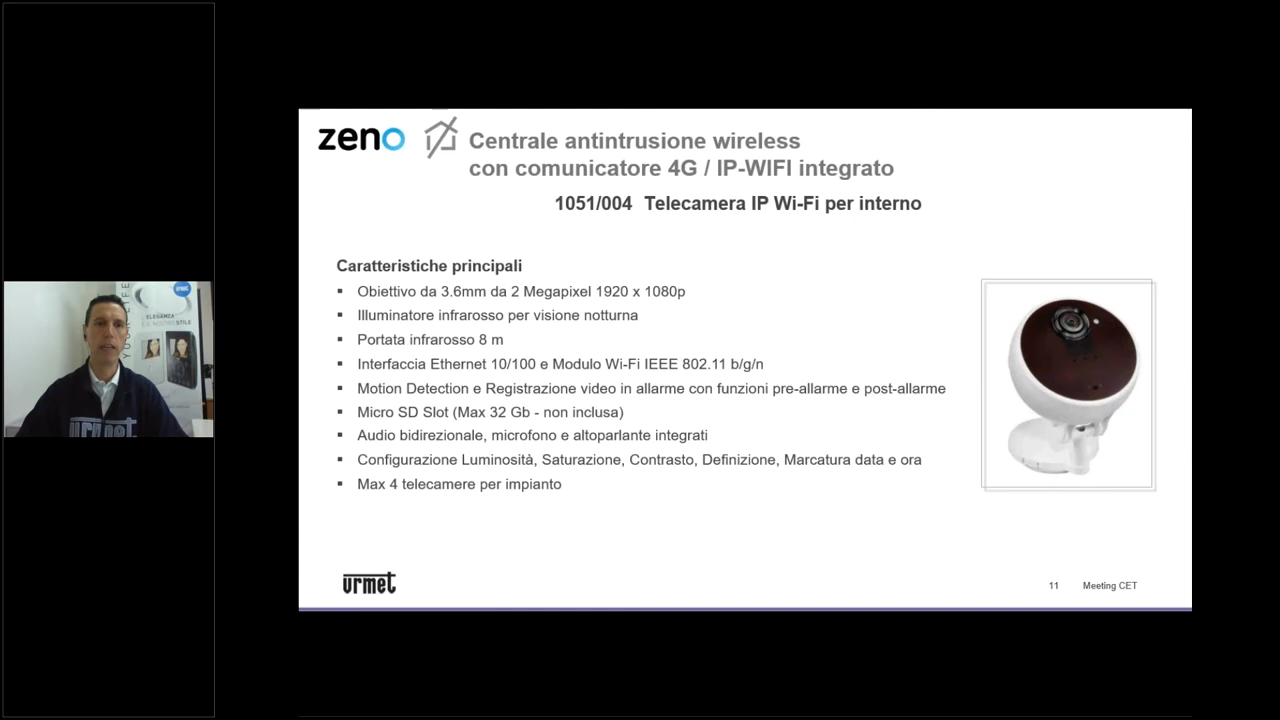 zeno
Centrale antintrusione wireless
con comunicatore 4G / IP-WIFI integrato
1051/004 Telecamera IP Wi-Fi per interno
Caratteristiche principali
▪ Obiettivo da 3.6mm da 2 Megapixel 1920 x 1080p
▪ Illuminatore infrarosso per visione notturna
▪ Portata infrarosso 8 m
▪ Interfaccia Ethernet 10/100 e Modulo Wi-Fi IEEE 802.11 b/g/n
▪ Motion Detection e Registrazione video in allarme con funzioni pre-allarme e post-allarme
▪ Micro SD Slot (Max 32 Gb - non inclusa)
▪ Audio bidirezionale, microfono e altoparlante integrati
▪ Configurazione Luminosità, Saturazione, Contrasto, Definizione, Marcatura data e ora
▪ Max 4 telecamere per impianto
urmet
11 Meeting CET
urmet
ELEGANZA
STILE
urmet